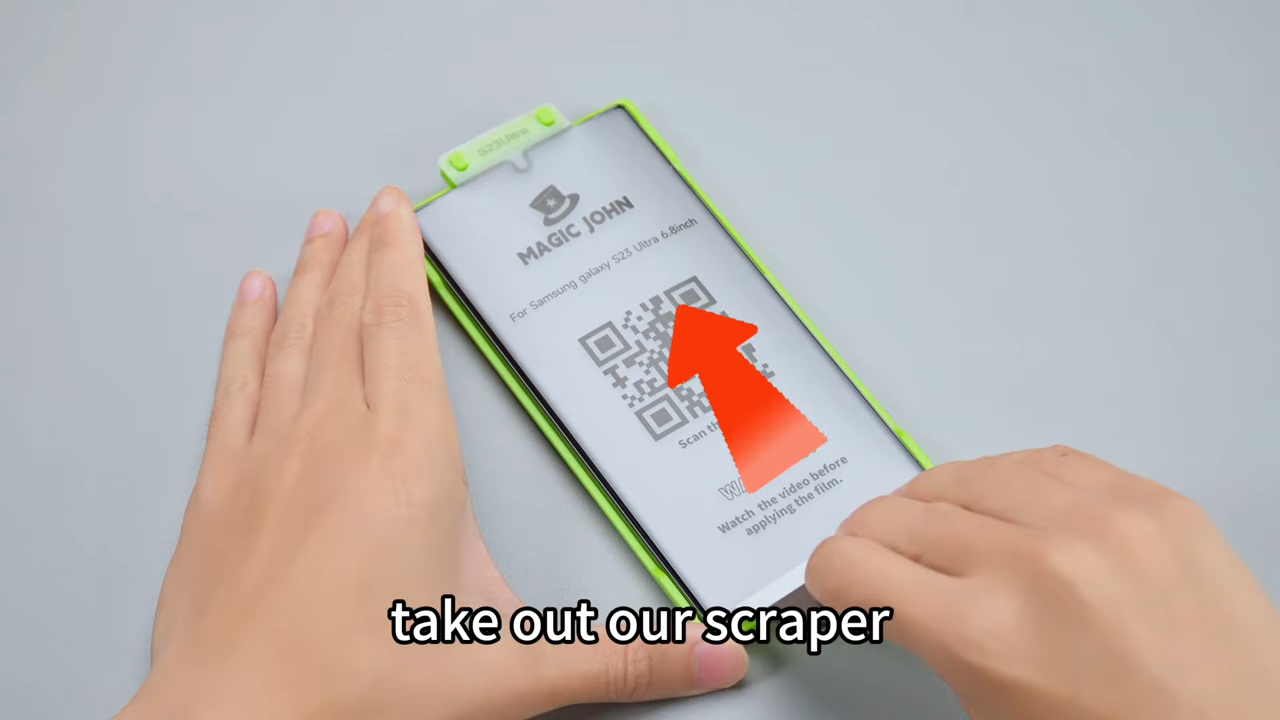 S23Ultra
MAGIC JOHN
For Samsung galaxy S23 Ultra 6.8inch
Scan th
WA
Watch the video before
applying the film.
take out our scraper